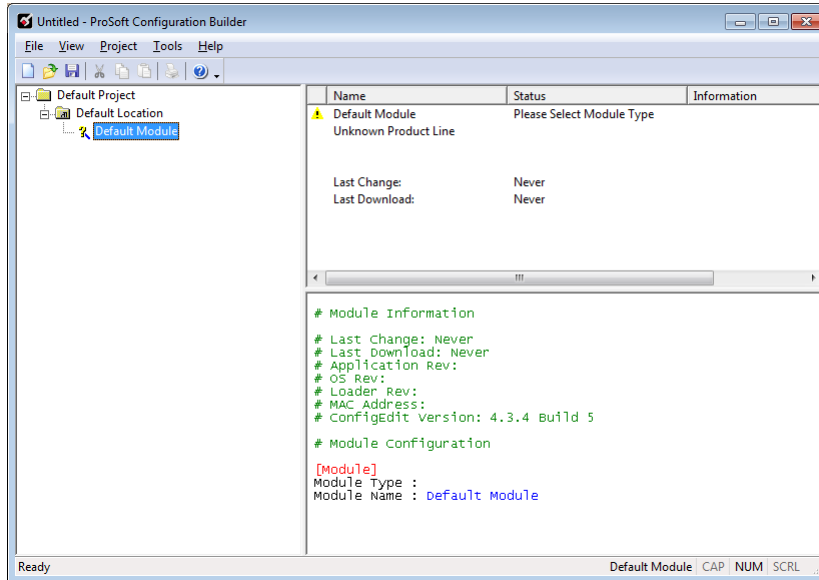 Untitled - ProSoft Configuration Builder
File View Project Tools Help
Default Project
Default Location
Default Module
Name Status Information
Default Module Please Select Module Type
Unknown Product Line
Last Change: Never
Last Download: Never
# Module Information
# Last Change: Never
# Last Download: Never
# Application Rev:
# OS Rev:
# Loader Rev:
# MAC Address:
# ConfigEdit Version: 4.3.4 Build 5
# Module Configuration
[Module]
Module Type :
Module Name : Default Module
Ready Default Module CAP NUM SCRL